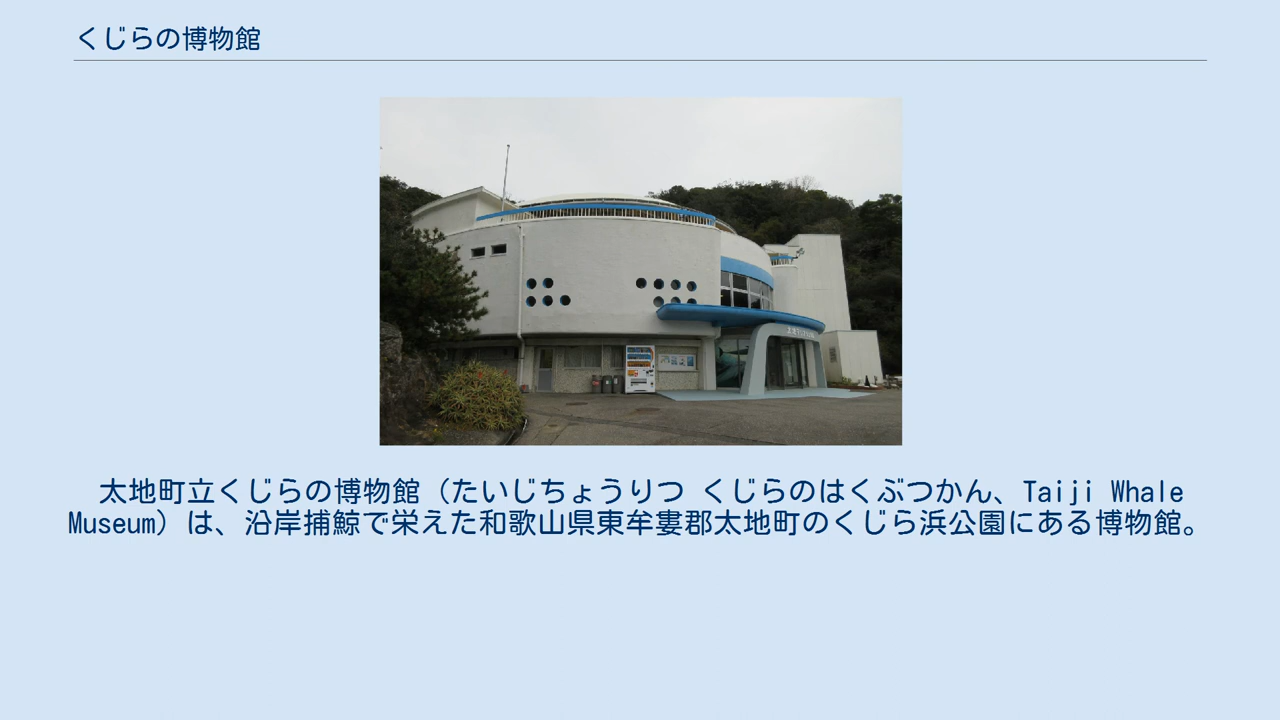 くじらの博物館
太地町立くじらの博物館（たいじちょうりつ くじらのはくぶつかん、Taiji Whale
Museum）は、沿岸捕鯨で栄えた和歌山県東牟婁郡太地町のくじら浜公園にある博物館。